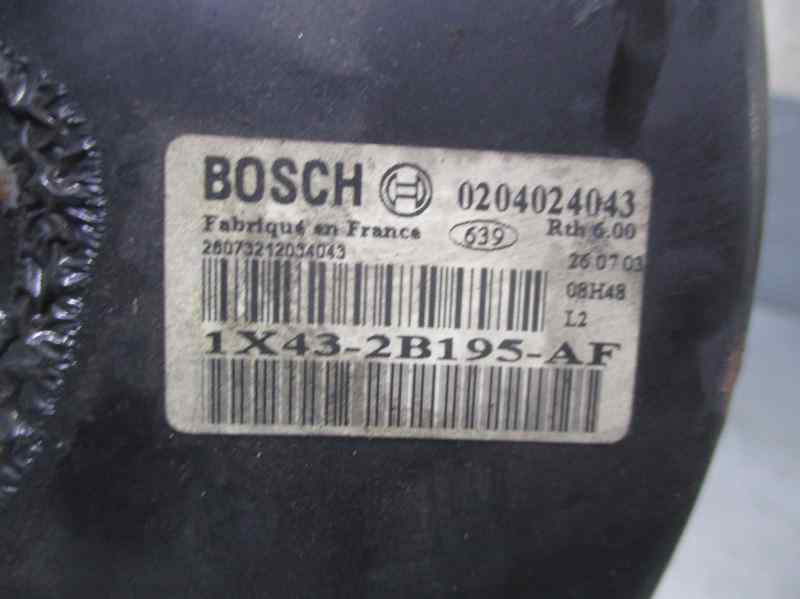 BOSCH 0204024043
Fabriqué en France 639 Rth 6.00
26073212034043 26 07 03
08H48
L2
1X43-2B195-AF